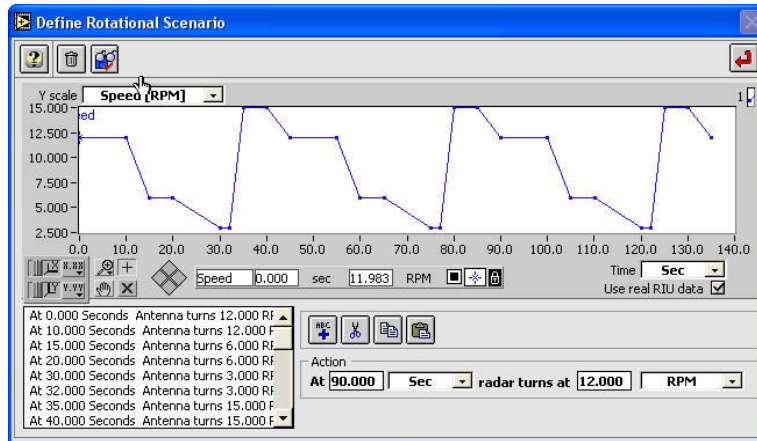 Define Rotational Scenario
Y scale Speed [RPM]
1
15.000
12.500
10.000
7.500
5.000
2.500
ed
0.0 10.0 20.0 30.0 40.0 50.0 60.0 70.0 80.0 90.0 100.0 110.0 120.0 130.0 140.0
Speed 0.000 sec 11.983 RPM
Time Sec
Use real RIU data
At 0.000 Seconds Antenna turns 12.000 RF
At 10.000 Seconds Antenna turns 12.000 F
At 15.000 Seconds Antenna turns 6.000 RF
At 20.000 Seconds Antenna turns 6.000 RF
At 30.000 Seconds Antenna turns 3.000 RF
At 32.000 Seconds Antenna turns 3.000 RF
At 35.000 Seconds Antenna turns 15.000 F
At 40.000 Seconds Antenna turns 15.000 F
ABC
Action
At 90.000 Sec radar turns at 12.000 RPM